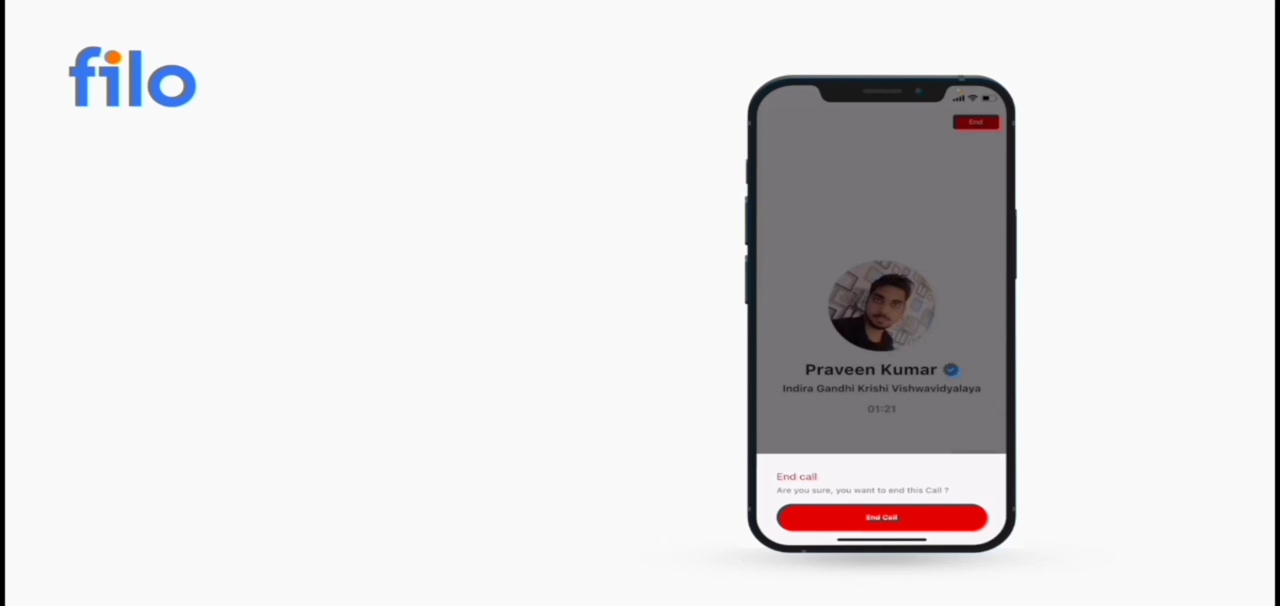 filo
End
Praveen Kumar
Indira Gandhi Krishi Vishwavidyalaya
01:21
End call
Are you sure, you want to end this Call ?
End Call